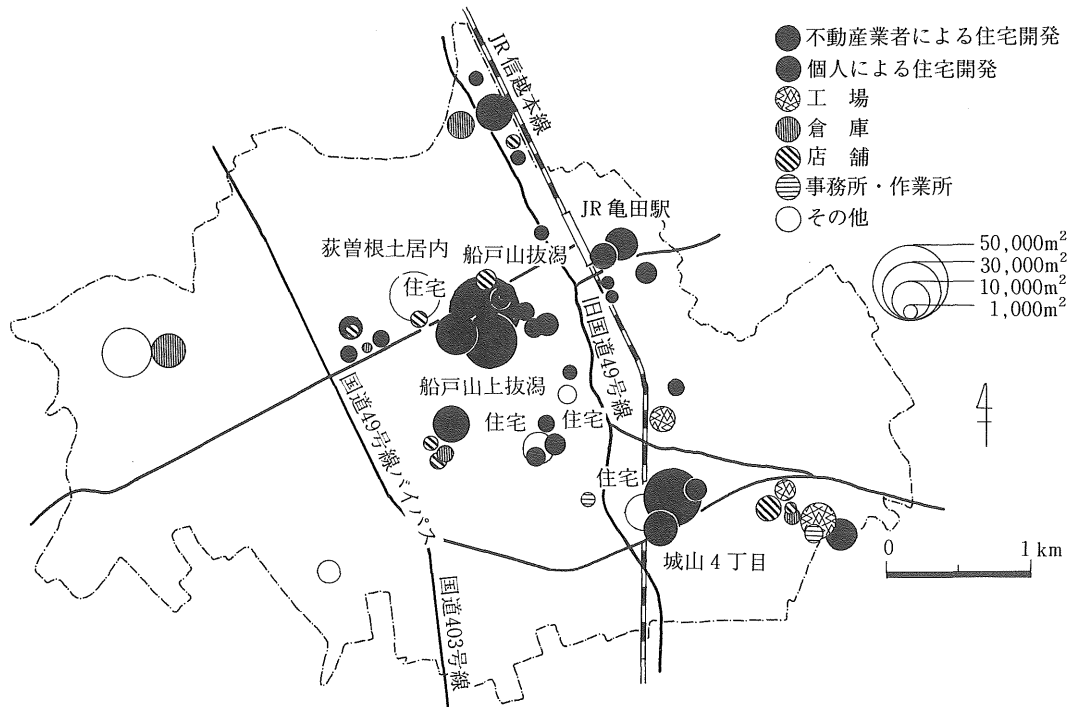 不動産業者による住宅開発
個人による住宅開発
工　場
倉　庫
店　舗
事務所・作業所
その他
50,000m²
30,000m²
10,000m²
1,000m²
JR信越本線
JR亀田駅
荻曽根土居内
船戸山抜潟
住宅
旧国道49号線
船戸山上抜潟
国道49号線バイパス
住宅
住宅
住宅
城山4丁目
0
1km
国道403号線